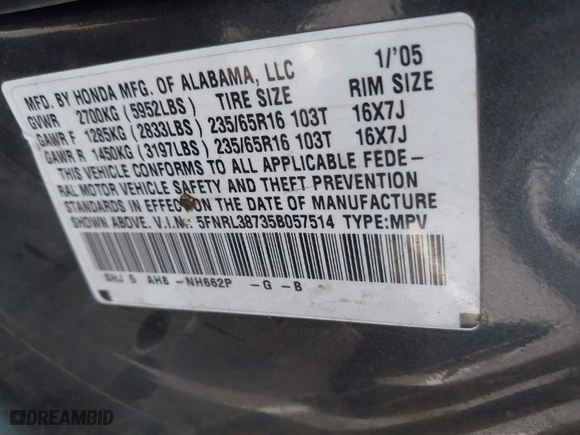 MFD. BY HONDA MFG. OF ALABAMA, LLC 1/'05
GVWR 2700KG (5952LBS) TIRE SIZE RIM SIZE
GAWR F 1285KG (2833LBS) 235/65R16 103T 16X7J
GAWR R 1450KG (3197LBS) 235/65R16 103T 16X7J
THIS VEHICLE CONFORMS TO ALL APPLICABLE FEDE-
RAL MOTOR VEHICLE SAFETY AND THEFT PREVENTION
STANDARDS IN EFFECT ON THE DATE OF MANUFACTURE
SHOWN ABOVE. V.I.N.: 5FNRL38735B057514 TYPE:MPV
SHJ 5 AH8 -NH662P -G -B
DREAMBID